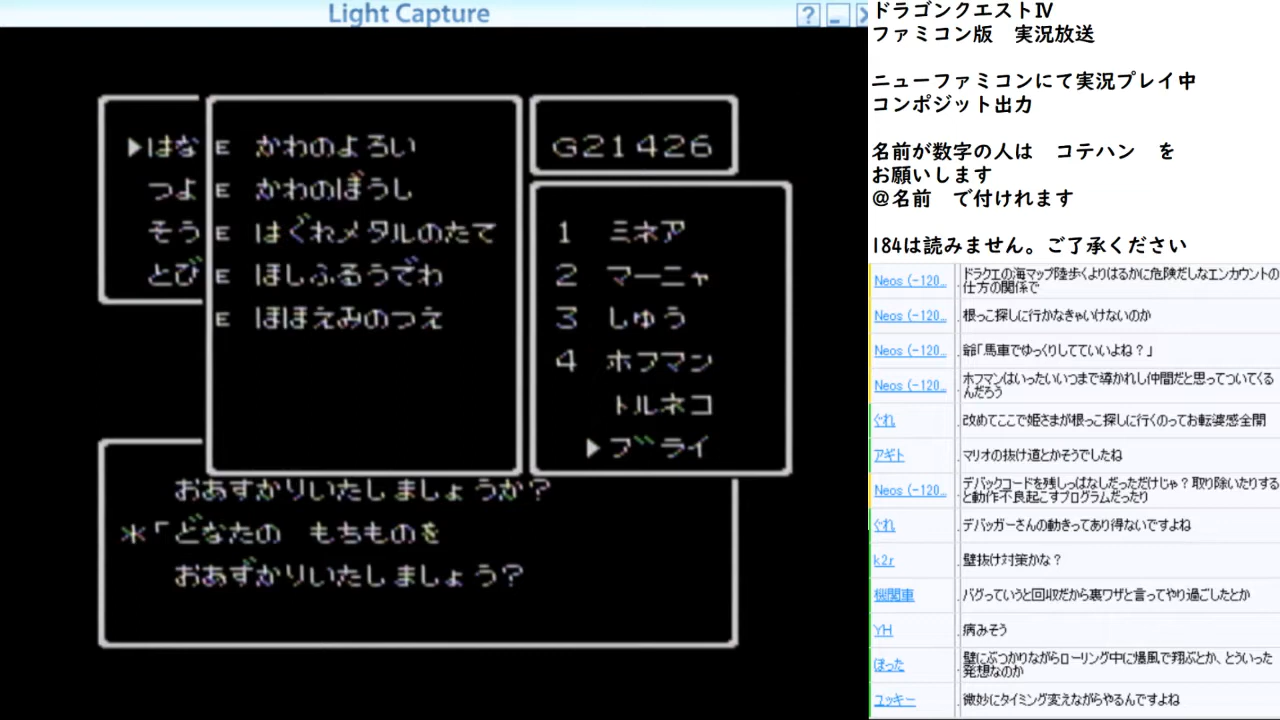 Light Capture
はな
つよ
そう
とび
E かわのよろい
E かわのぼうし
E はぐれメタルのたて
E ほしふるうでわ
E ほほえみのつえ
G21426
1 ミネア
2 マーニャ
3 しゅう
4 ホフマン
トルネコ
▶ブライ
おあずかりいたしましょうか?
*「どなたの もちものを
おあずかりいたしましょう?
ドラゴンクエストⅣ
ファミコン版 実況放送
ニューファミコンにて実況プレイ中
コンポジット出力
名前が数字の人は コテハン を
お願いします
@名前 で付けれます
184は読みません。ご了承ください
Neos (-120... ドラクエの海マップ陸歩くよりはるかに危険だしなエンカウントの
仕方の関係で
Neos (-120... 根っこ探しに行かなきゃいけないのか
Neos (-120... 爺「馬車でゆっくりしてていいよね?」
Neos (-120... ホフマンはいったいいつまで導かれし仲間だと思ってついてくる
んだろう
ぐれ 改めてここで姫さまが根っこ探しに行くのってお転婆感全開
アギト マリオの抜け道とかそうでしたね
Neos (-120... デバックコードを残しっぱなしだっただけじゃ?取り除いたりする
と動作不良起こすプログラムだったり
ぐれ デバッガーさんの動きってあり得ないですよね
k2r 壁抜け対策かな?
機関車 バグっていうと回収だから裏ワザと言ってやり過ごしたとか
YH 病みそう
ぽった 壁にぶつかりながらローリング中に爆風で翔ぶとか、とういった
発想なのか
ユッキー 微妙にタイミング変えながらやるんですよね